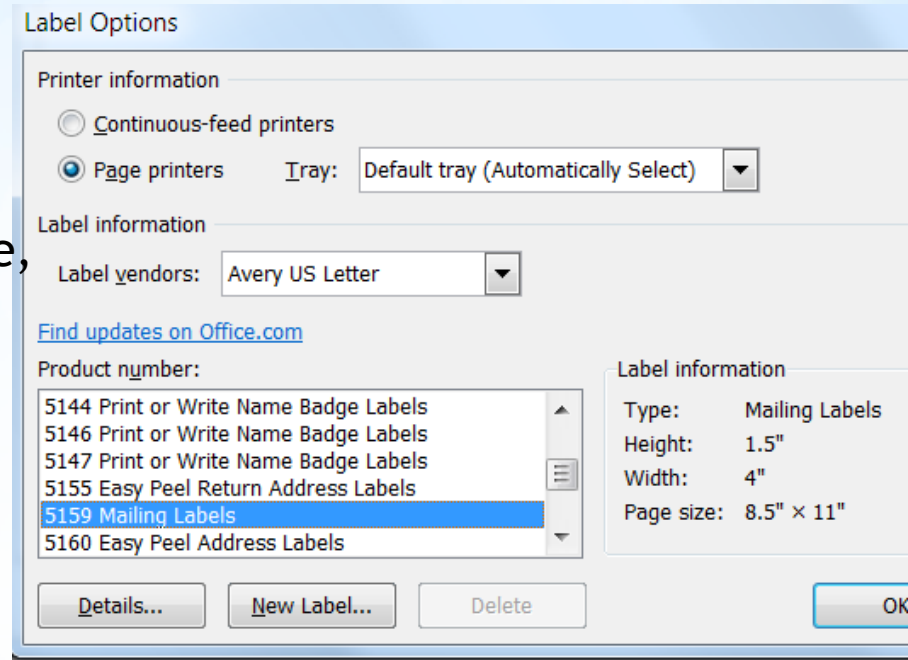 Label Options
Printer information
Continuous-feed printers
Page printers Tray: Default tray (Automatically Select)
Label information
e,
Label vendors: Avery US Letter
Find updates on Office.com
Product number:
5144 Print or Write Name Badge Labels
5146 Print or Write Name Badge Labels
5147 Print or Write Name Badge Labels
5155 Easy Peel Return Address Labels
5159 Mailing Labels
5160 Easy Peel Address Labels
Label information
Type: Mailing Labels
Height: 1.5"
Width: 4"
Page size: 8.5" × 11"
Details... New Label... Delete OK